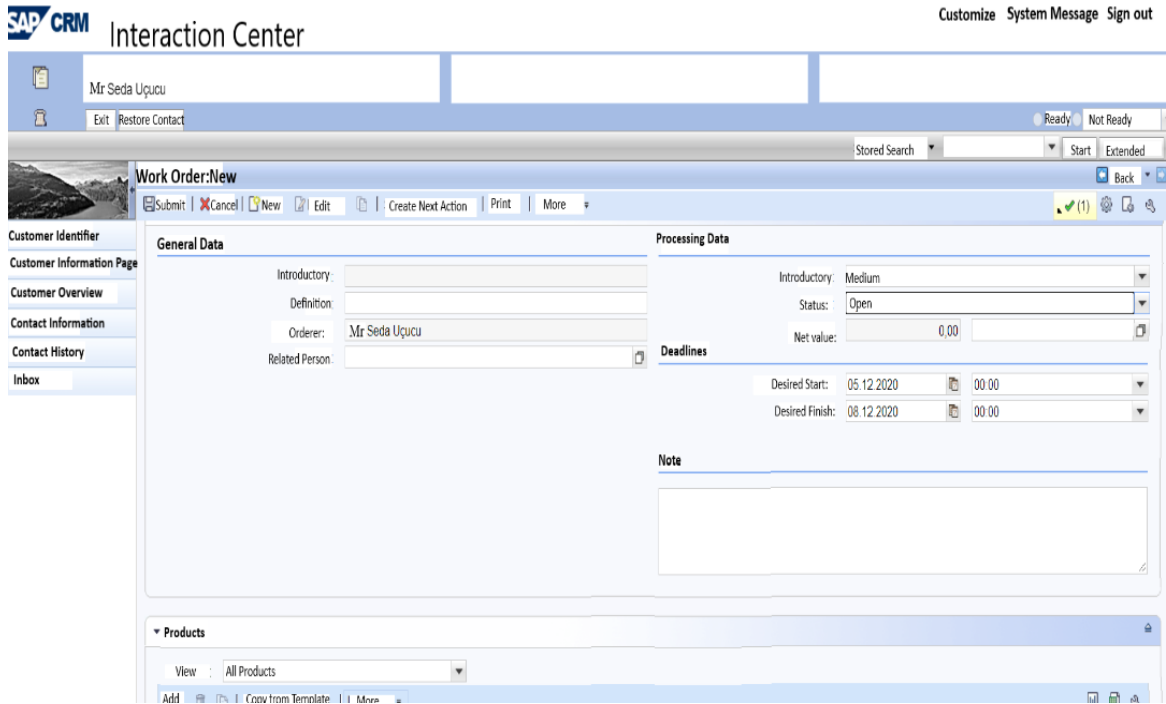 SAP CRM Interaction Center
Customize System Message Sign out
Mr Seda Uçucu
Exit Restore Contact
Ready Not Ready
Stored Search Start Extended
Work Order:New
Back
Submit Cancel New Edit Create Next Action Print More
(1)
Customer Identifier
Customer Information Page
Customer Overview
Contact Information
Contact History
Inbox
General Data
Introductory:
Definition:
Orderer: Mr Seda Uçucu
Related Person:
Processing Data
Introductory: Medium
Status: Open
Net value: 0,00
Deadlines
Desired Start: 05.12.2020 00:00
Desired Finish: 08.12.2020 00:00
Note
Products
View : All Products
Add Copy from Template More